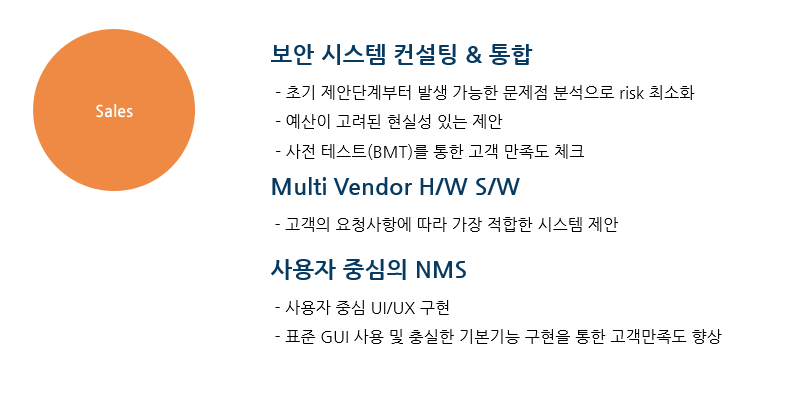 Sales
보안 시스템 컨설팅 & 통합
- 초기 제안단계부터 발생 가능한 문제점 분석으로 risk 최소화
- 예산이 고려된 현실성 있는 제안
- 사전 테스트(BMT)를 통한 고객 만족도 체크
Multi Vendor H/W S/W
- 고객의 요청사항에 따라 가장 적합한 시스템 제안
사용자 중심의 NMS
- 사용자 중심 UI/UX 구현
- 표준 GUI 사용 및 충실한 기본기능 구현을 통한 고객만족도 향상